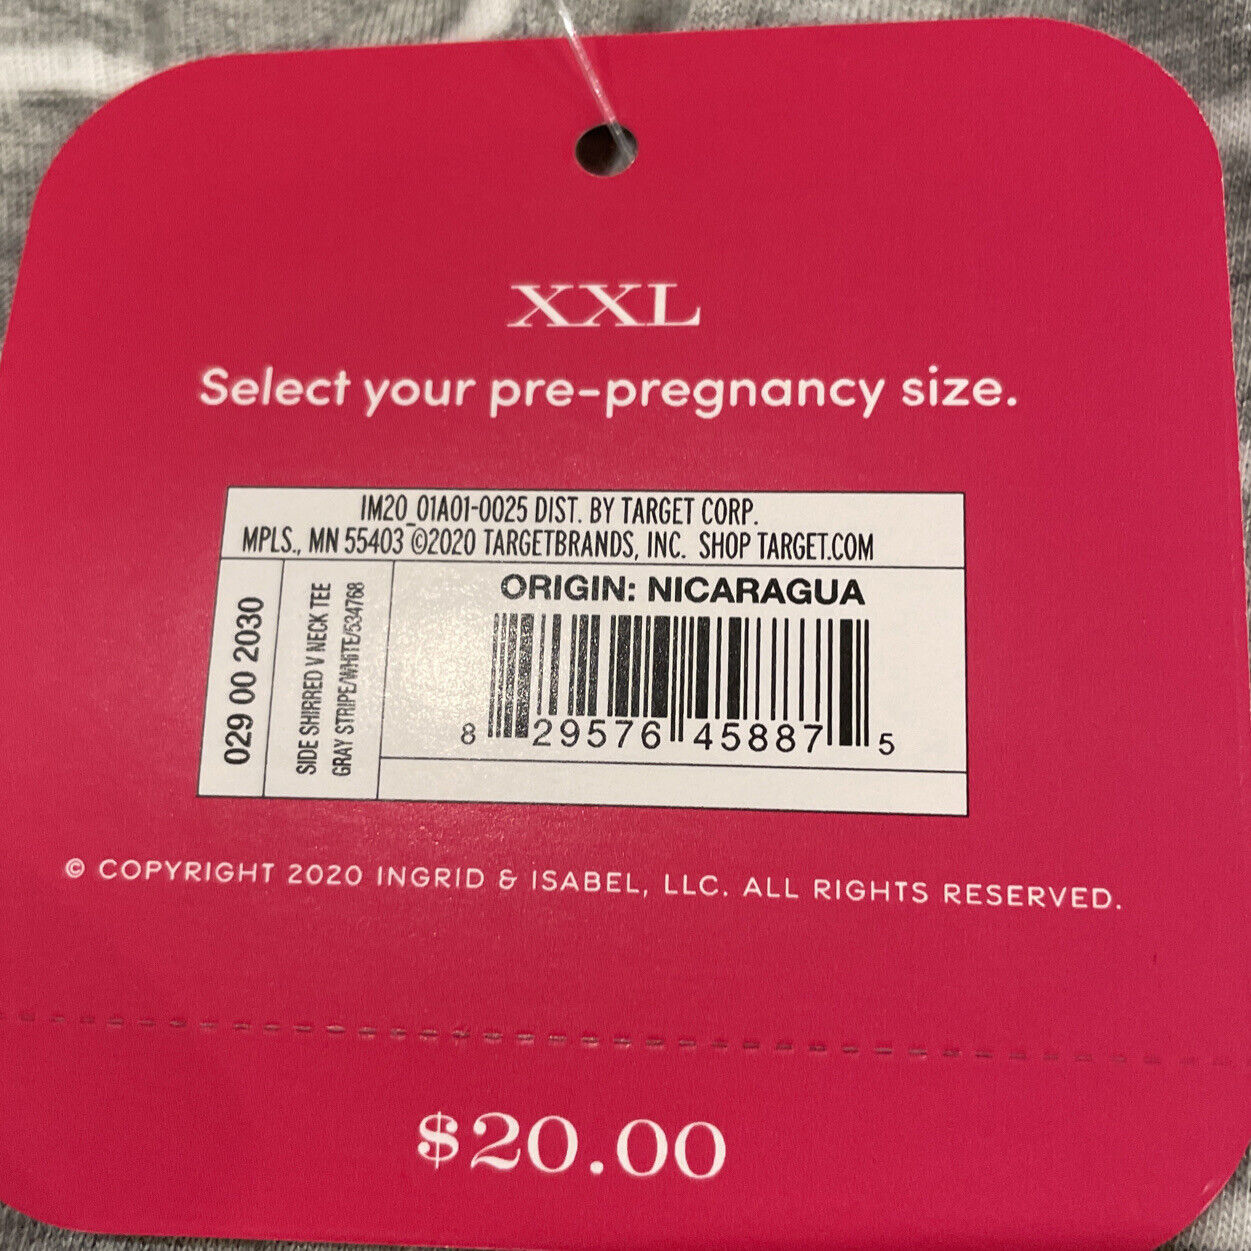 XXL
Select your pre-pregnancy size.
IM20_01A01-0025 DIST. BY TARGET CORP.
MPLS., MN 55403 ©2020 TARGETBRANDS, INC. SHOP TARGET.COM
029 00 2030
SIDE SHIRRED V NECK TEE
GRAY STRIPE/WHITE/534768
ORIGIN: NICARAGUA
8 29576 45887 5
© COPYRIGHT 2020 INGRID & ISABEL, LLC. ALL RIGHTS RESERVED.
$20.00